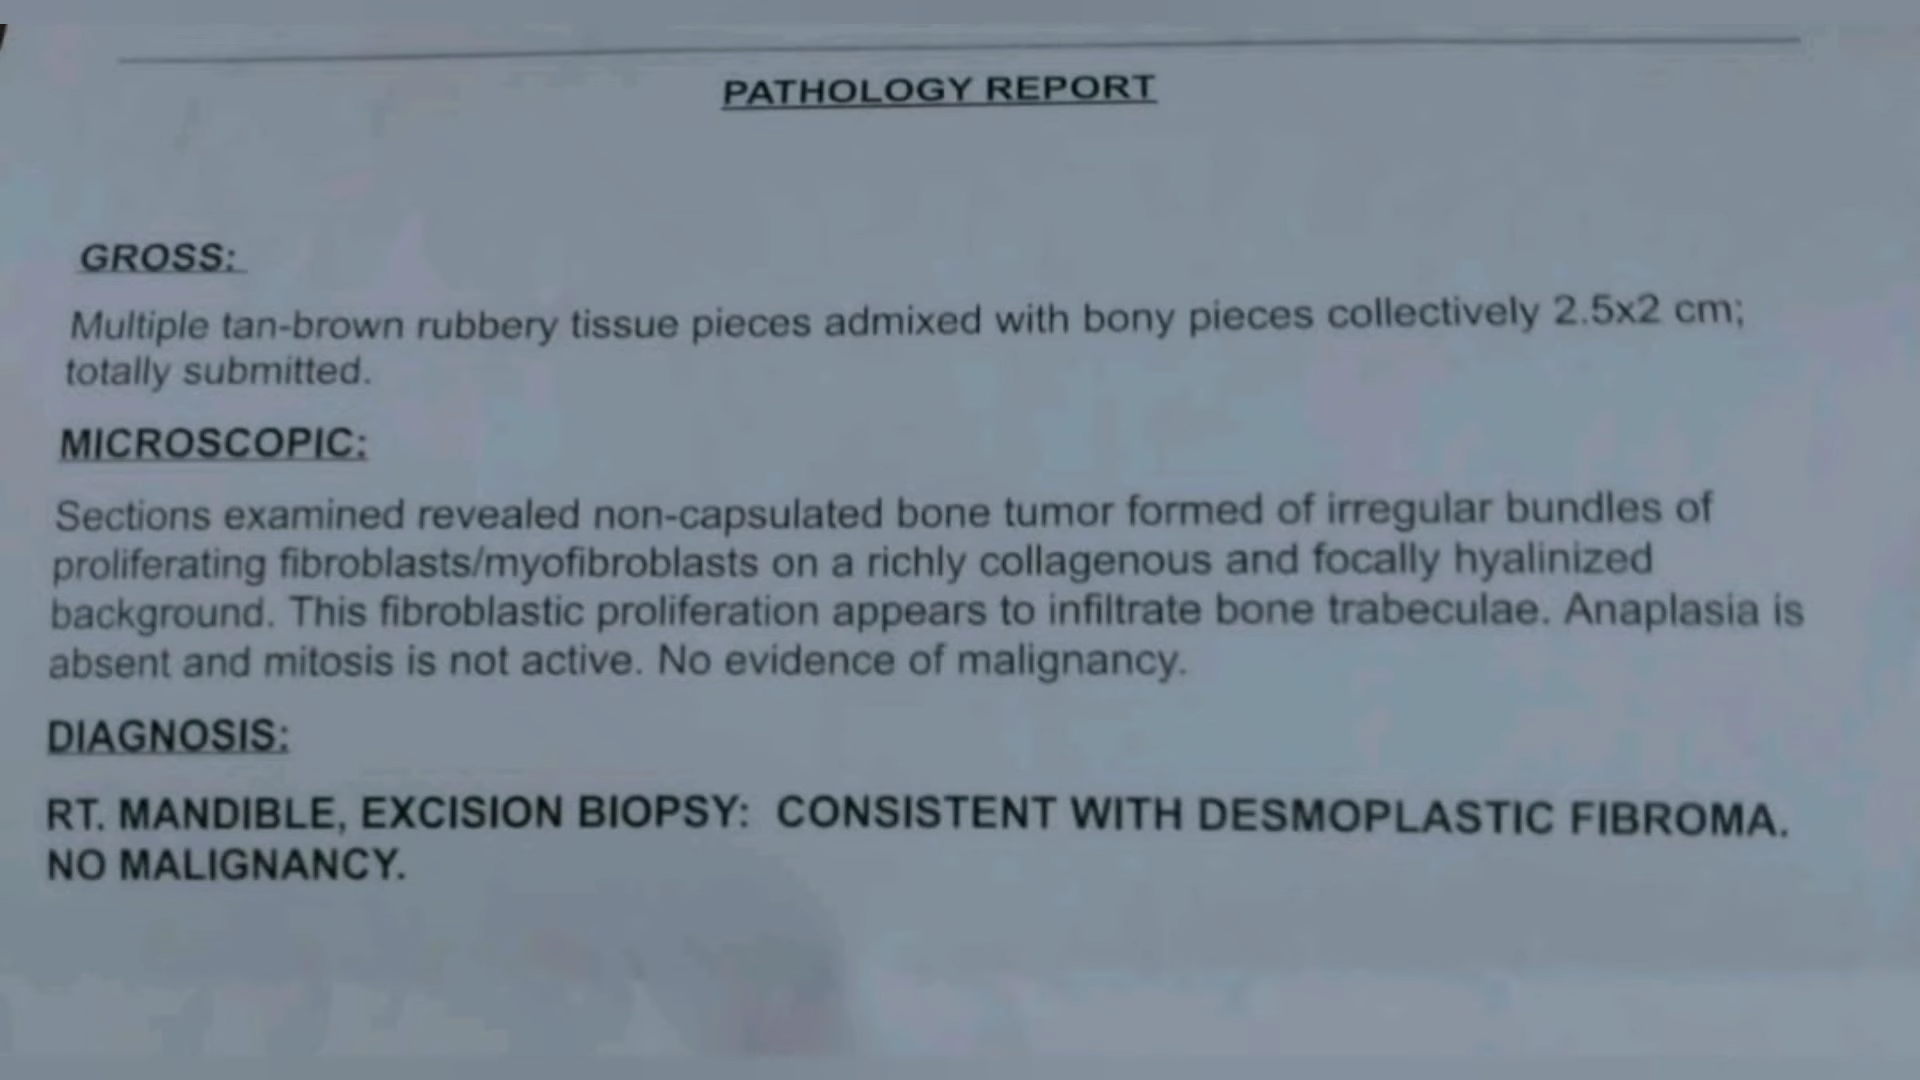 PATHOLOGY REPORT
GROSS:
Multiple tan-brown rubbery tissue pieces admixed with bony pieces collectively 2.5x2 cm;
totally submitted.
MICROSCOPIC:
Sections examined revealed non-capsulated bone tumor formed of irregular bundles of
proliferating fibroblasts/myofibroblasts on a richly collagenous and focally hyalinized
background. This fibroblastic proliferation appears to infiltrate bone trabeculae. Anaplasia is
absent and mitosis is not active. No evidence of malignancy.
DIAGNOSIS:
RT. MANDIBLE, EXCISION BIOPSY: CONSISTENT WITH DESMOPLASTIC FIBROMA.
NO MALIGNANCY.